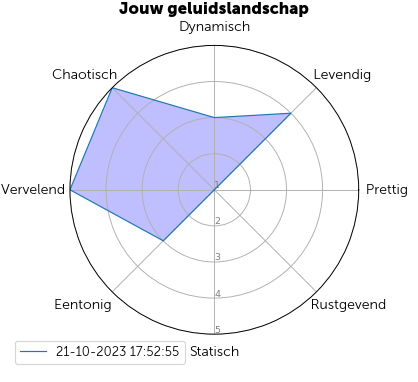 Jouw geluidslandschap
Dynamisch
Chaotisch
Levendig
Vervelend
1
Prettig
2
3
4
Eentonig
Rustgevend
5
21-10-2023 17:52:55
Statisch